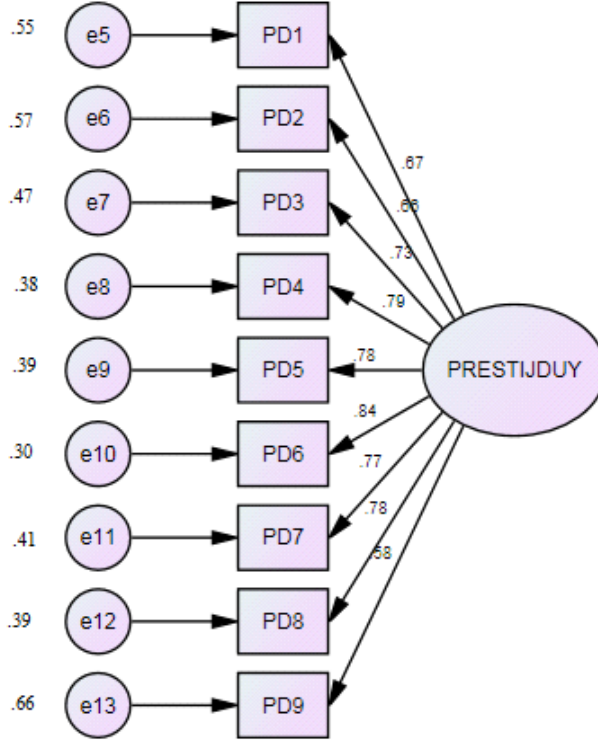 .55 e5 PD1
.67
.57 e6 PD2
.66
.47 e7 PD3
.73
.38 e8 PD4
.79
.39 e9 PD5 .78 PRESTIJDUY
.84
.30 e10 PD6
.77
.78
.41 e11 PD7
.58
.39 e12 PD8
.66 e13 PD9